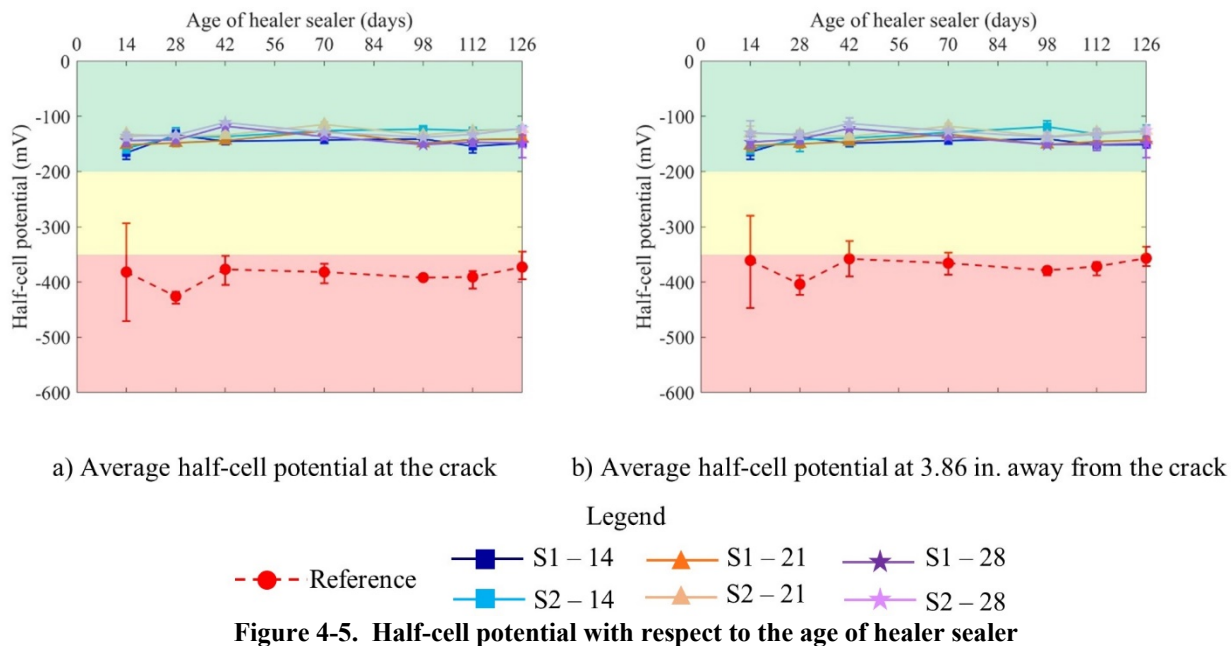 Age of healer sealer (days)
0 14 28 42 56 70 84 98 112 126
0
-100
-200
-300
-400
-500
-600
Half-cell potential (mV)
a) Average half-cell potential at the crack
Age of healer sealer (days)
0 14 28 42 56 70 84 98 112 126
0
-100
-200
-300
-400
-500
-600
Half-cell potential (mV)
b) Average half-cell potential at 3.86 in. away from the crack
Legend
Reference
S1 – 14
S1 – 21
S1 – 28
S2 – 14
S2 – 21
S2 – 28
Figure 4-5. Half-cell potential with respect to the age of healer sealer